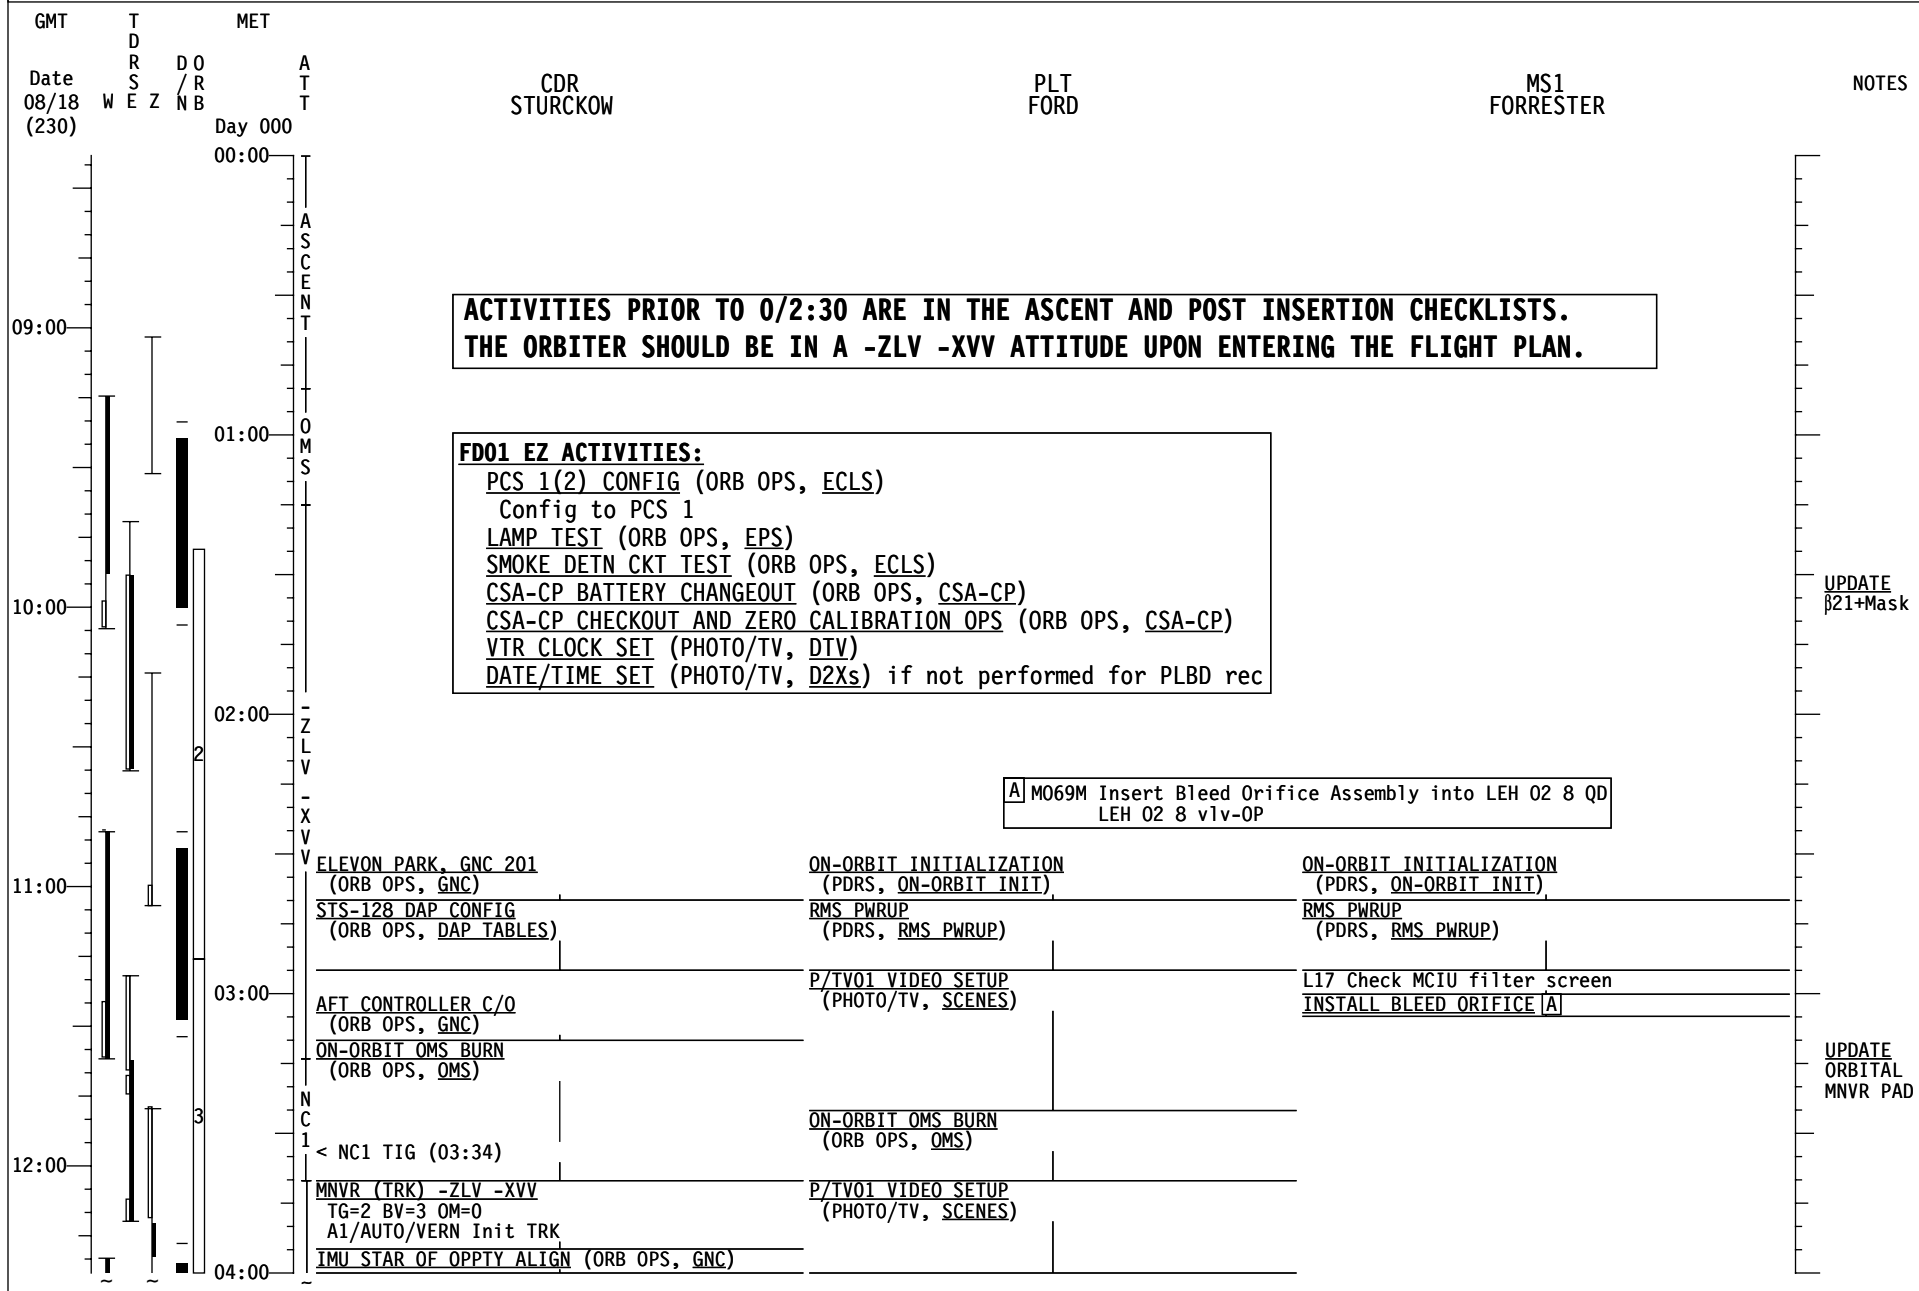 GMT
TDRS
MET
D/N
ORB
ATT
Date
08/18
(230)
W E Z
Day 000
CDR
STURCKOW
PLT
FORD
MS1
FORRESTER
NOTES
00:00
ASCENT
ACTIVITIES PRIOR TO 0/2:30 ARE IN THE ASCENT AND POST INSERTION CHECKLISTS.
THE ORBITER SHOULD BE IN A -ZLV -XVV ATTITUDE UPON ENTERING THE FLIGHT PLAN.
09:00
01:00
OMS
FD01 EZ ACTIVITIES:
PCS 1(2) CONFIG (ORB OPS, ECLS)
Config to PCS 1
LAMP TEST (ORB OPS, EPS)
SMOKE DETN CKT TEST (ORB OPS, ECLS)
CSA-CP BATTERY CHANGEOUT (ORB OPS, CSA-CP)
CSA-CP CHECKOUT AND ZERO CALIBRATION OPS (ORB OPS, CSA-CP)
VTR CLOCK SET (PHOTO/TV, DTV)
DATE/TIME SET (PHOTO/TV, D2Xs) if not performed for PLBD rec
10:00
UPDATE
β21+Mask
02:00
-ZLV -XVV
2
A MO69M Insert Bleed Orifice Assembly into LEH O2 8 QD
LEH O2 8 vlv-OP
11:00
ELEVON PARK, GNC 201
(ORB OPS, GNC)
STS-128 DAP CONFIG
(ORB OPS, DAP TABLES)
AFT CONTROLLER C/O
(ORB OPS, GNC)
ON-ORBIT OMS BURN
(ORB OPS, OMS)
< NC1 TIG (03:34)
MNVR (TRK) -ZLV -XVV
TG=2 BV=3 OM=0
A1/AUTO/VERN Init TRK
IMU STAR OF OPPTY ALIGN (ORB OPS, GNC)
ON-ORBIT INITIALIZATION
(PDRS, ON-ORBIT INIT)
RMS PWRUP
(PDRS, RMS PWRUP)
P/TV01 VIDEO SETUP
(PHOTO/TV, SCENES)
ON-ORBIT OMS BURN
(ORB OPS, OMS)
P/TV01 VIDEO SETUP
(PHOTO/TV, SCENES)
ON-ORBIT INITIALIZATION
(PDRS, ON-ORBIT INIT)
RMS PWRUP
(PDRS, RMS PWRUP)
L17 Check MCIU filter screen
INSTALL BLEED ORIFICE A
03:00
UPDATE
ORBITAL
MNVR PAD
NC1
3
12:00
04:00
~ ~ ~